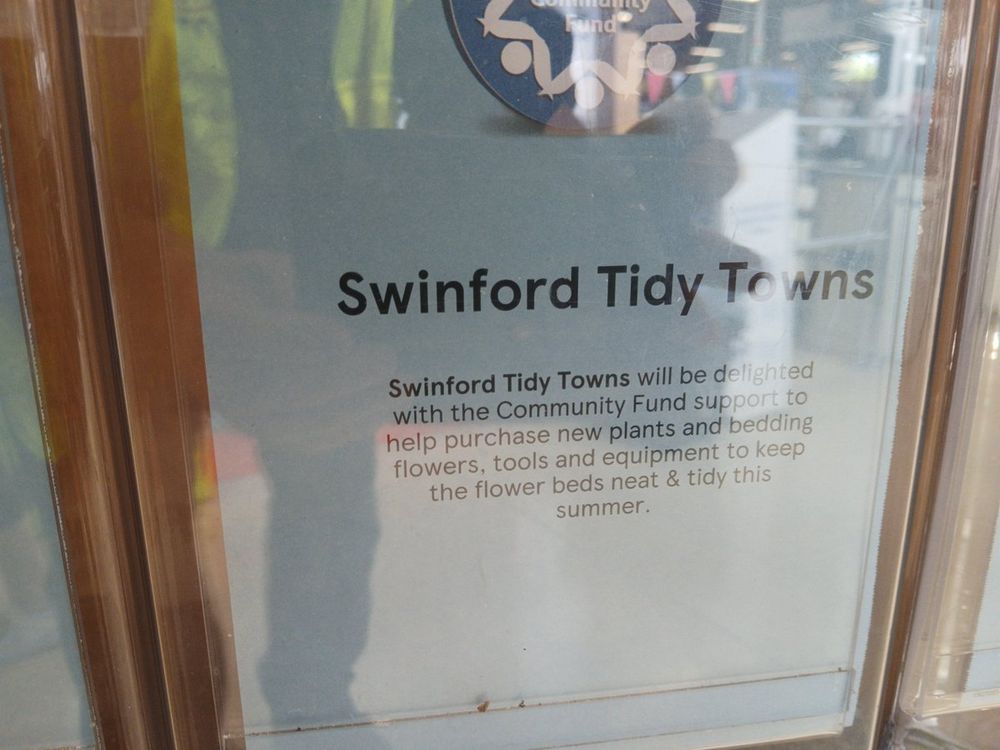 Community
Fund
Swinford Tidy Towns
Swinford Tidy Towns will be delighted
with the Community Fund support to
help purchase new plants and bedding
flowers, tools and equipment to keep
the flower beds neat & tidy this
summer.